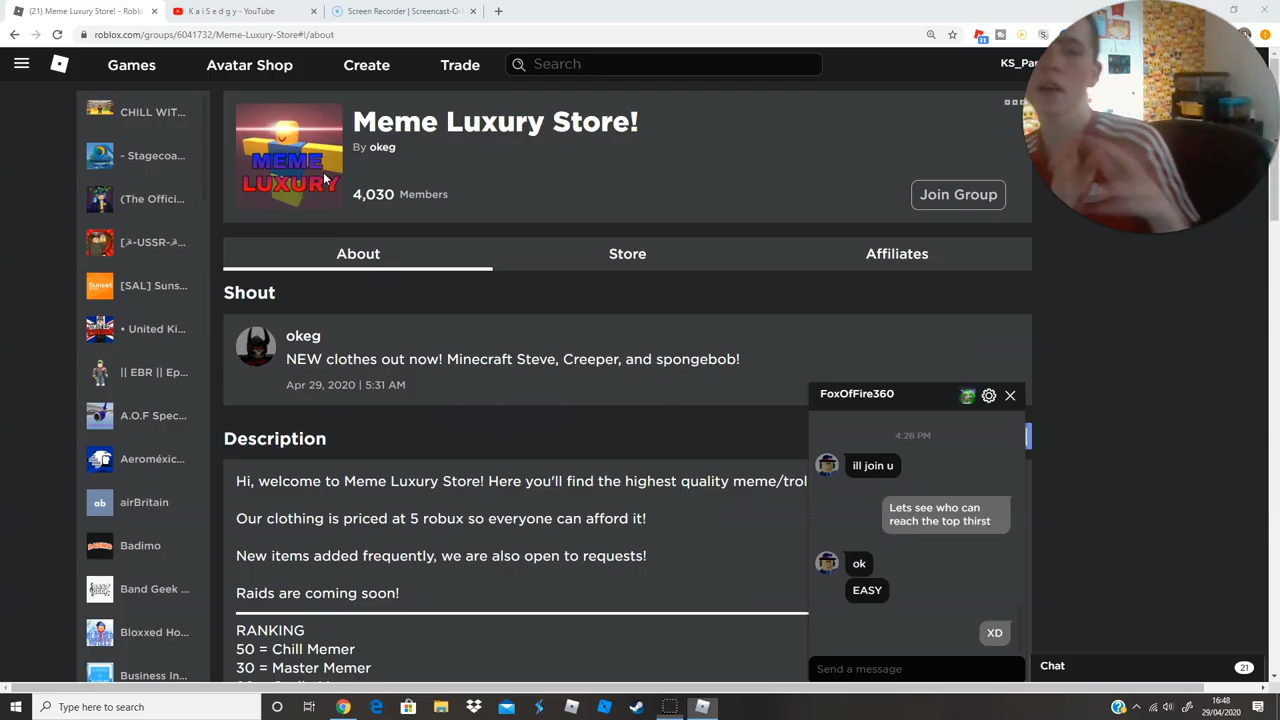 (21) Meme Luxury Store! - Roblo
K a i S e d g y - YouTube
Screen Recorder | Screencast-O-
roblox.com/groups/6041732/Meme-Luxury-Store#!/about
31
S
Games
Avatar Shop
Create
Trade
Search
KS_Pa
CHILL WIT...
- Stagecoa...
(The Offici...
[☭-USSR-☭...
[SAL] Suns...
• United Ki...
|| EBR || Ep...
A.O.F Spec...
Aeroméxic...
airBritain
Badimo
Band Geek ...
Bloxxed Ho...
Business In...
MEME
LUXURY
Meme Luxury Store!
By okeg
4,030 Members
Join Group
About
Store
Affiliates
Shout
okeg
NEW clothes out now! Minecraft Steve, Creeper, and spongebob!
Apr 29, 2020 | 5:31 AM
Description
Hi, welcome to Meme Luxury Store! Here you'll find the highest quality meme/trol
Our clothing is priced at 5 robux so everyone can afford it!
New items added frequently, we are also open to requests!
Raids are coming soon!
RANKING
50 = Chill Memer
30 = Master Memer
FoxOfFire360
4:26 PM
ill join u
Lets see who can
reach the top thirst
ok
EASY
XD
Send a message
Chat
21
Type here to search
16:48
29/04/2020